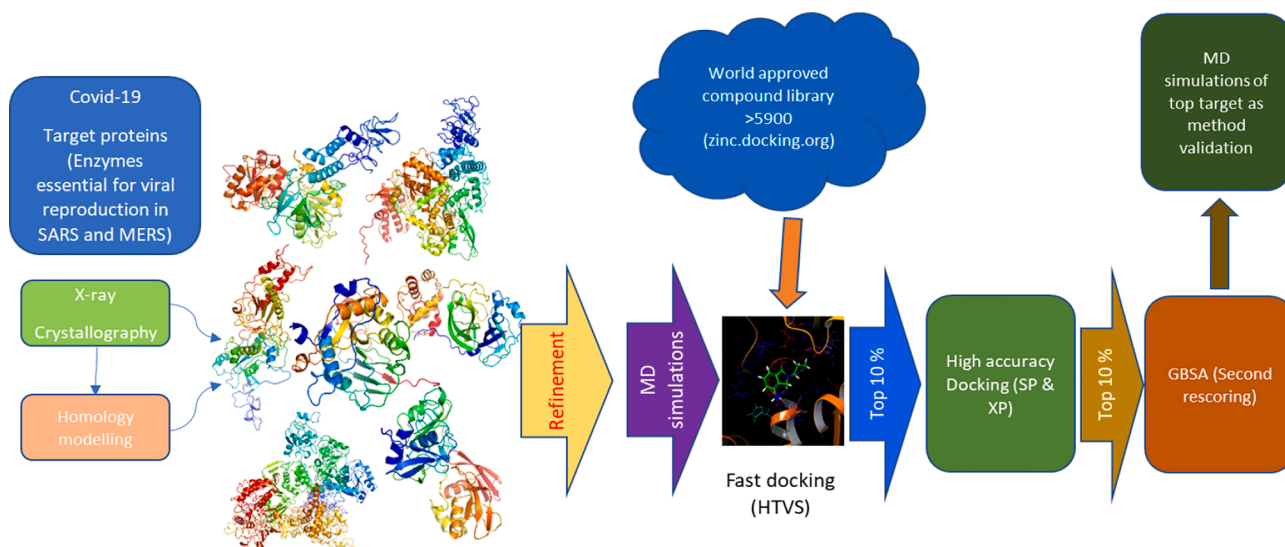 Covid-19
Target proteins
(Enzymes
essential for viral
reproduction in
SARS and MERS)
X-ray
Crystallography
Homology
modelling
Refinement
MD
simulations
World approved
compound library
>5900
(zinc.docking.org)
Fast docking
(HTVS)
Top 10 %
High accuracy
Docking (SP &
XP)
Top 10 %
GBSA (Second
rescoring)
MD
simulations of
top target as
method
validation